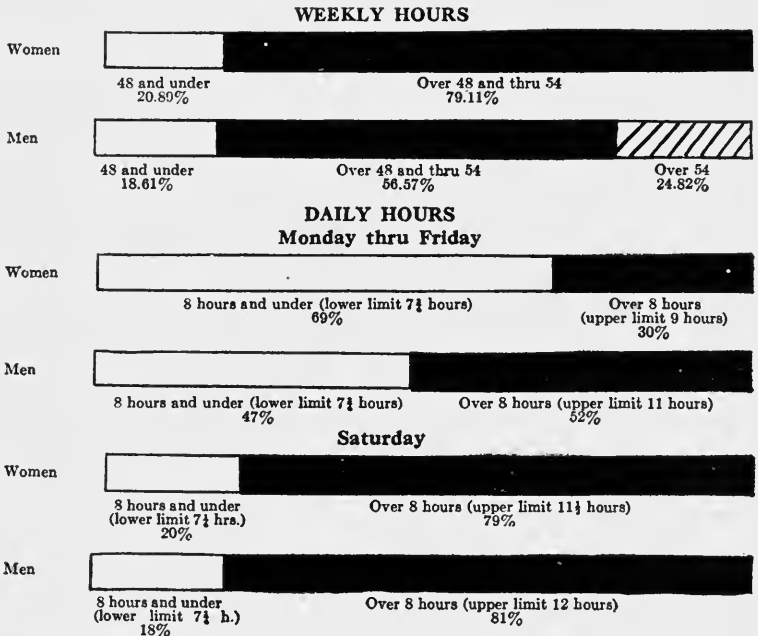 WEEKLY HOURS
Women
48 and under
20.89%
Over 48 and thru 54
79.11%
Men
48 and under
18.61%
Over 48 and thru 54
56.57%
Over 54
24.82%
DAILY HOURS
Monday thru Friday
Women
8 hours and under (lower limit 7¾ hours)
69%
Over 8 hours
(upper limit 9 hours)
30%
Men
8 hours and under (lower limit 7¾ hours)
47%
Over 8 hours (upper limit 11 hours)
52%
Saturday
Women
8 hours and under
(lower limit hrs.)
20%
Over 8 hours (upper limit hours)
79%
Men
8 hours and under
(lower limit 7¾ h.)
18%
Over 8 hours (upper limit 12 hours)
81%